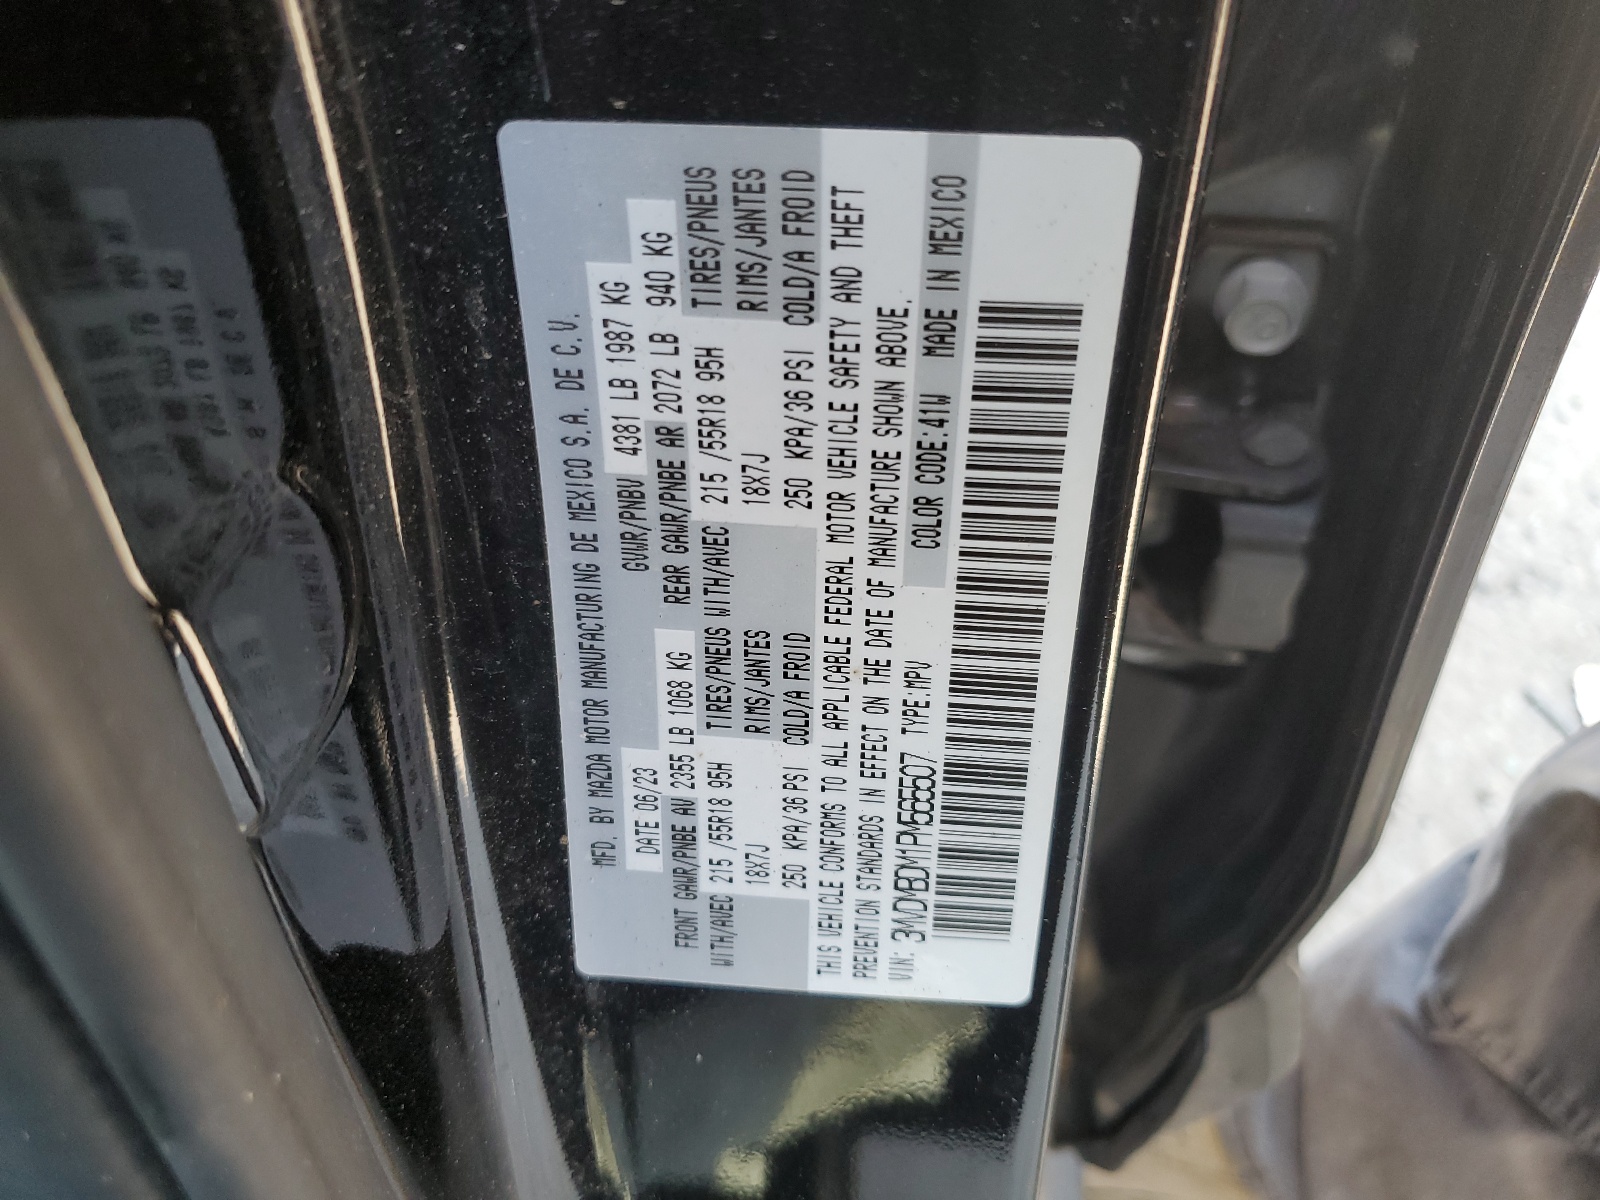 MFD. BY MAZDA MOTOR MANUFACTURING DE MEXICO S.A. DE C.V.
DATE 06/23 GVWR/PNBV 4381 LB 1987 KG
FRONT GAWR/PNBE AV 2355 LB 1068 KG REAR GAWR/PNBE AR 2072 LB 940 KG
WITH/AVEC 215 /55R18 95H TIRES/PNEUS WITH/AVEC 215 /55R18 95H TIRES/PNEUS
18X7J RIMS/JANTES 18X7J RIMS/JANTES
250 KPA/36 PSI COLD/A FROID 250 KPA/36 PSI COLD/A FROID
THIS VEHICLE CONFORMS TO ALL APPLICABLE FEDERAL MOTOR VEHICLE SAFETY AND THEFT
PREVENTION STANDARDS IN EFFECT ON THE DATE OF MANUFACTURE SHOWN ABOVE.
VIN: 3MVDMBDM1PM565507 TYPE:MPV COLOR CODE:41W MADE IN MEXICO